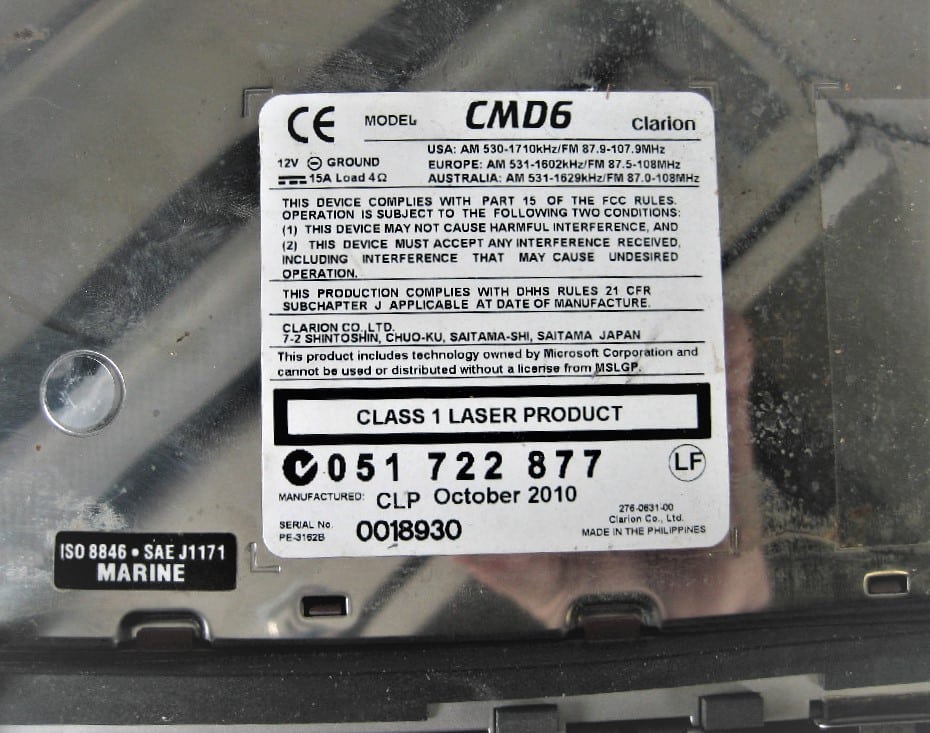 CE MODEL CMD6 Clarion
12V ⊖ GROUND
15A Load 4Ω
USA: AM 530-1710kHz/FM 87.9-107.9MHz
EUROPE: AM 531-1602kHz/FM 87.5-108MHz
AUSTRALIA: AM 531-1629kHz/FM 87.0-108MHz
THIS DEVICE COMPLIES WITH PART 15 OF THE FCC RULES.
OPERATION IS SUBJECT TO THE FOLLOWING TWO CONDITIONS:
(1) THIS DEVICE MAY NOT CAUSE HARMFUL INTERFERENCE, AND
(2) THIS DEVICE MUST ACCEPT ANY INTERFERENCE RECEIVED,
INCLUDING INTERFERENCE THAT MAY CAUSE UNDESIRED
OPERATION.
THIS PRODUCTION COMPLIES WITH DHHS RULES 21 CFR
SUBCHAPTER J APPLICABLE AT DATE OF MANUFACTURE.
CLARION CO., LTD.
7-2 SHINTOSHIN, CHUO-KU, SAITAMA-SHI, SAITAMA JAPAN
This product includes technology owned by Microsoft Corporation and
cannot be used or distributed without a license from MSLGP.
CLASS 1 LASER PRODUCT
051 722 877 LF
MANUFACTURED: CLP October 2010
276-0631-00
Clarion Co., Ltd.
MADE IN THE PHILIPPINES
SERIAL No. 0018930
PE-3162B
ISO 8846 • SAE J1171
MARINE